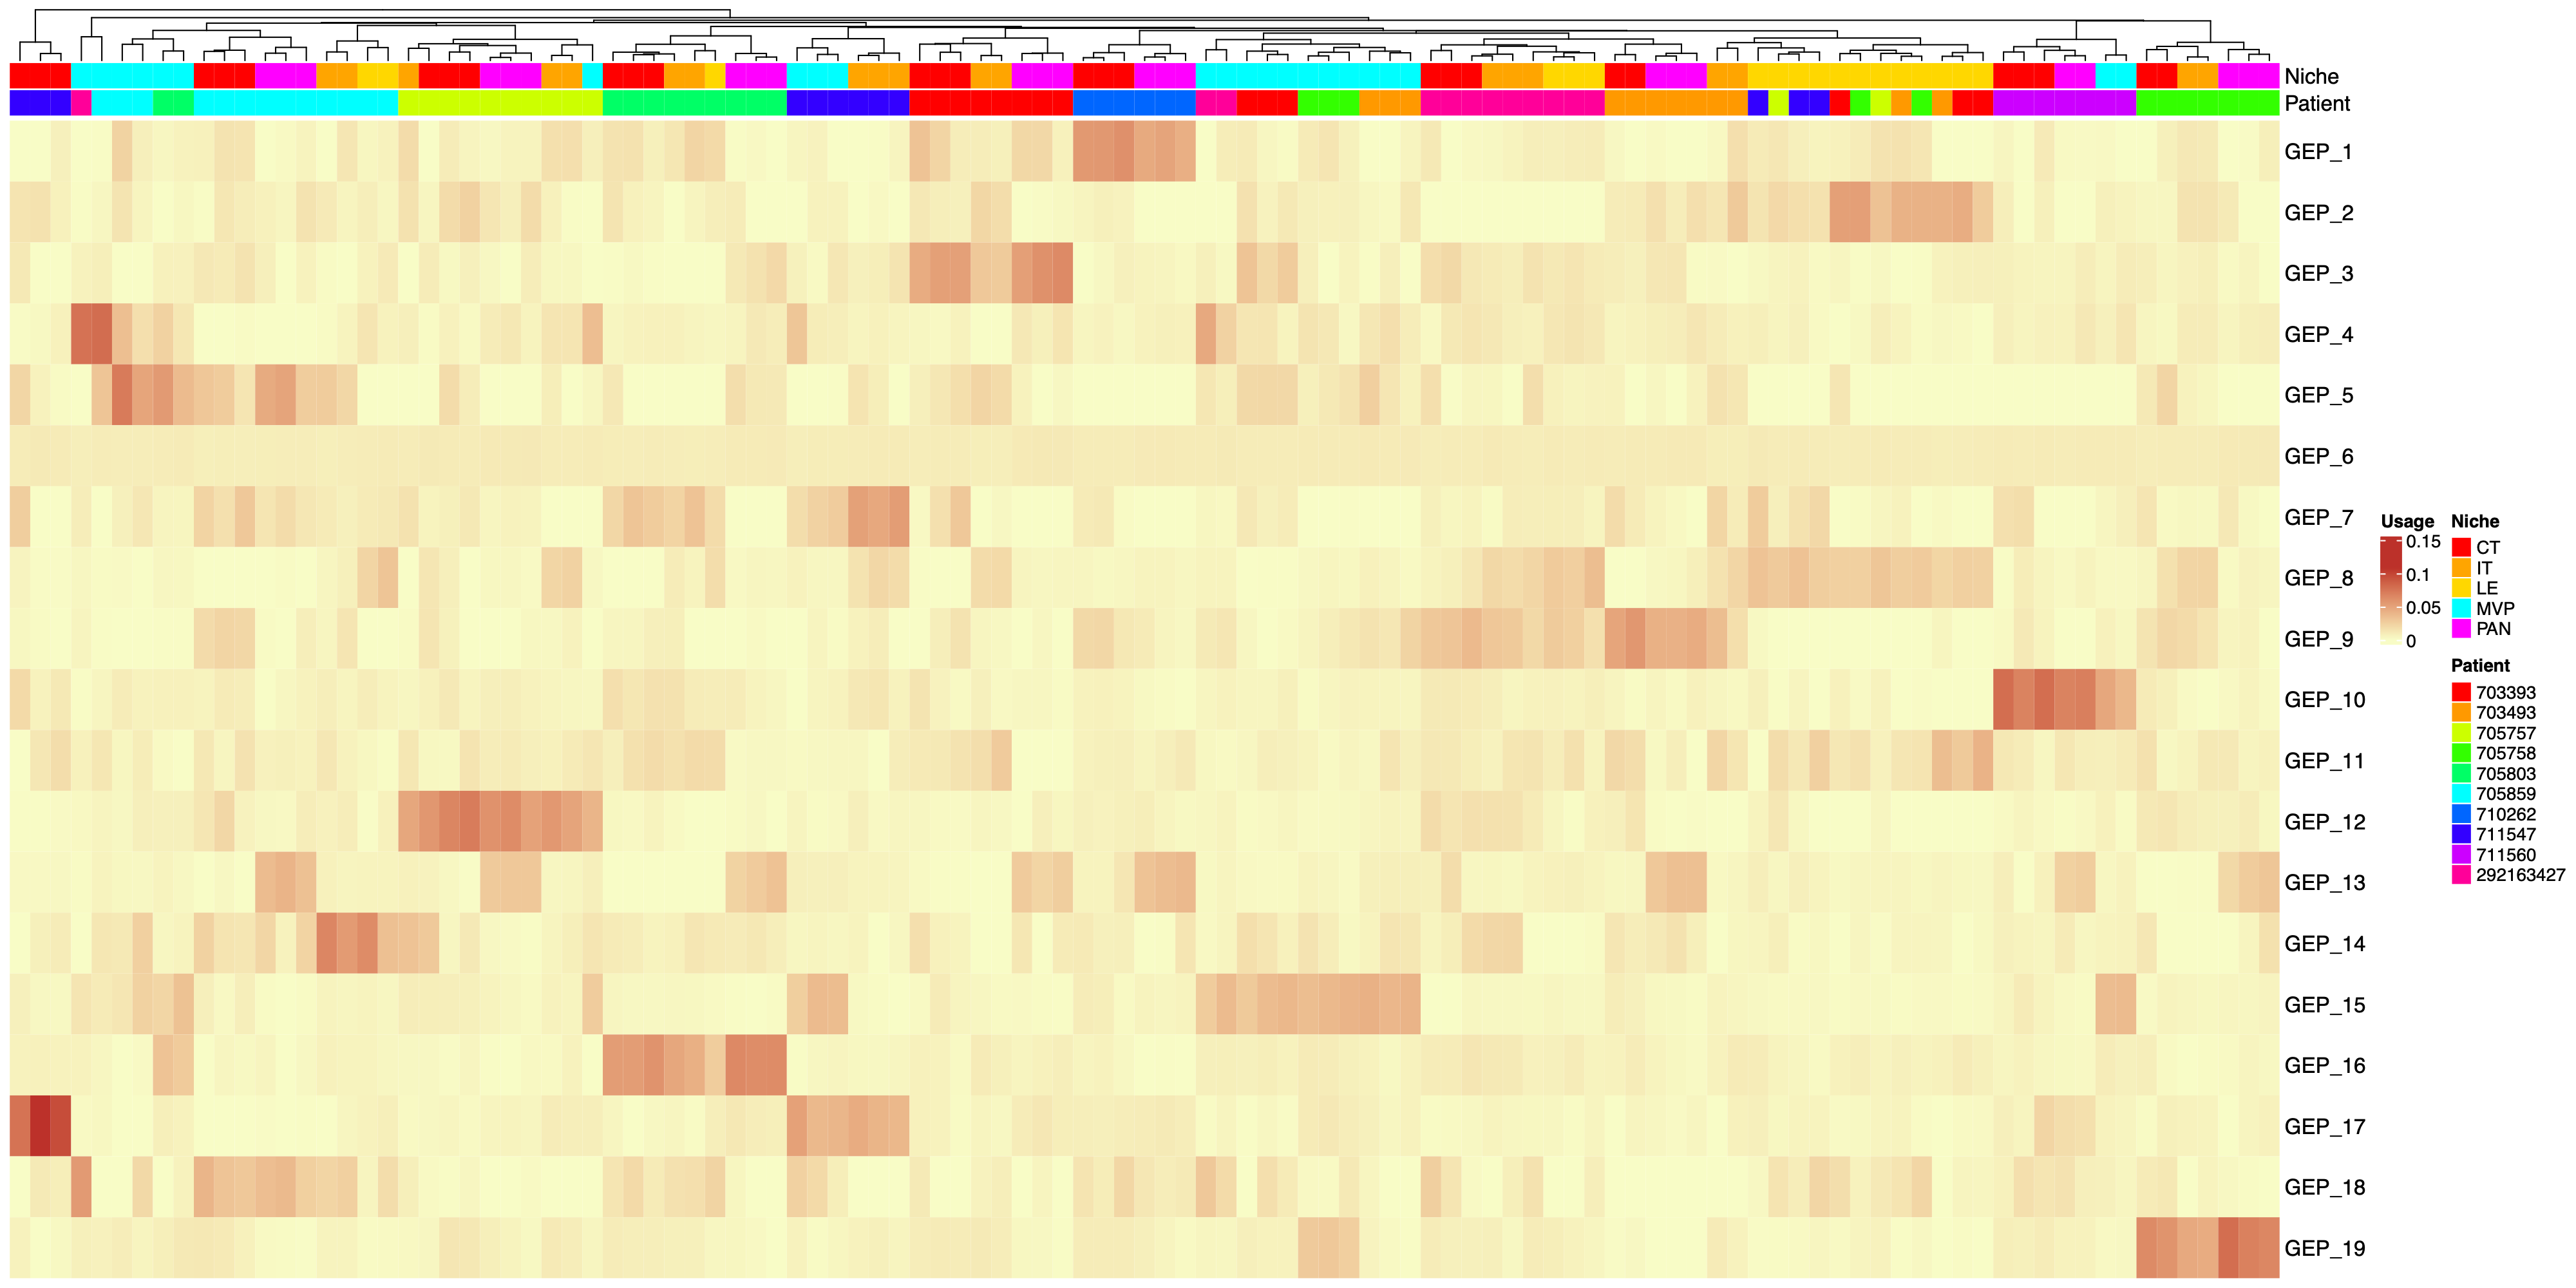 Niche
Patient
GEP_1
GEP_2
GEP_3
GEP_4
GEP_5
GEP_6
GEP_7
GEP_8
GEP_9
GEP_10
GEP_11
GEP_12
GEP_13
GEP_14
GEP_15
GEP_16
GEP_17
GEP_18
GEP_19
Usage
0.15
0.1
0.05
0
Niche
CT
IT
LE
MVP
PAN
Patient
703393
703493
705757
705758
705803
705859
710262
711547
711560
292163427